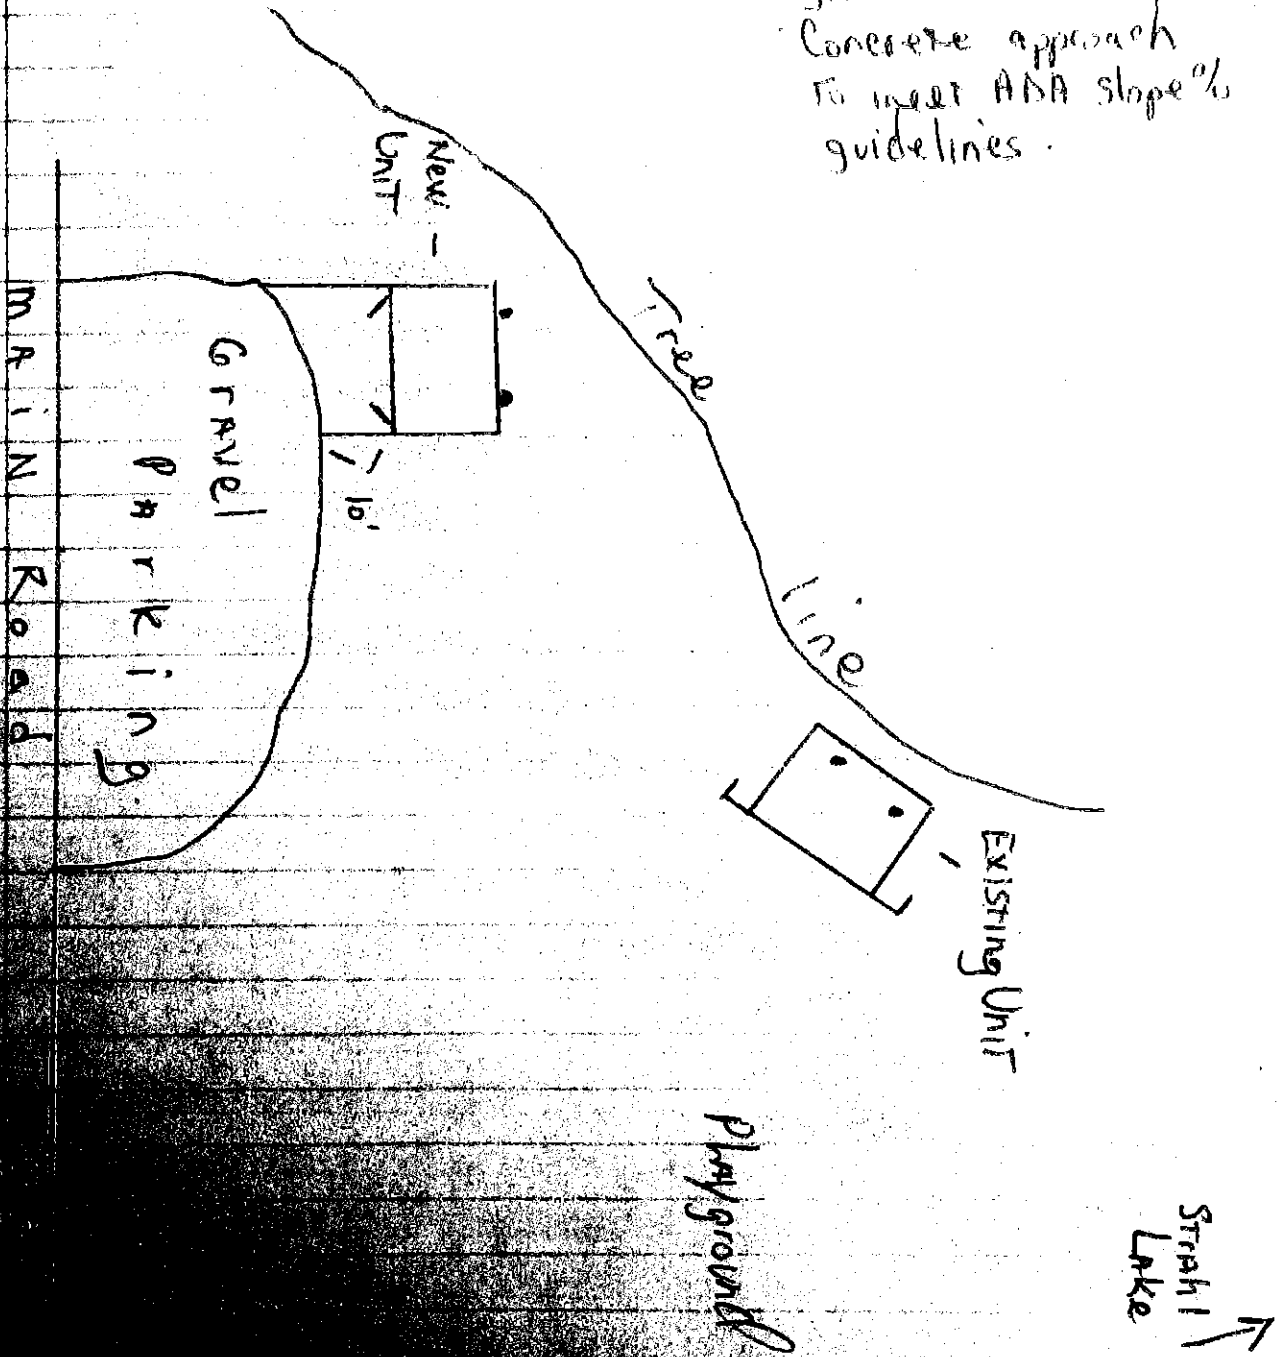 Concrete approach
to meet ADA slope %
guidelines.
New -
Unit
Tree
line
10'
Gravel
Parking
MAiN Road
Existing Unit
Playground
Strahl
Lake